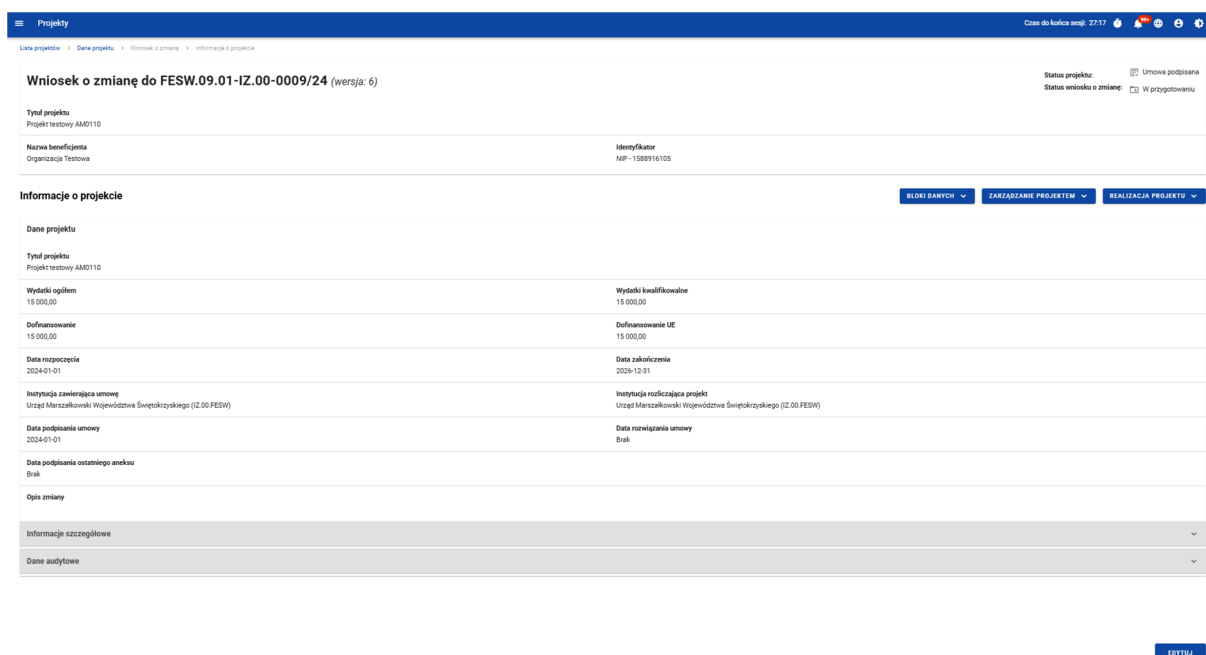 Projekty
Czas do końca sesji: 27:17
99+
Lista projektów > Dane projektu > Wniosek o zmianę > Informacje o projekcie
Wniosek o zmianę do FESW.09.01-IZ.00-0009/24 (wersja: 6)
Status projektu: Umowa podpisana
Status wniosku o zmianę: W przygotowaniu
Tytuł projektu
Projekt testowy AM0110
Nazwa beneficjenta Identyfikator
Organizacja Testowa NIP - 1588916105
Informacje o projekcie
BLOKI DANYCH ZARZĄDZANIE PROJEKTEM REALIZACJA PROJEKTU
Dane projektu
Tytuł projektu
Projekt testowy AM0110
Wydatki ogółem Wydatki kwalifikowalne
15 000,00 15 000,00
Dofinansowanie Dofinansowanie UE
15 000,00 15 000,00
Data rozpoczęcia Data zakończenia
2024-01-01 2026-12-31
Instytucja zawierająca umowę Instytucja rozliczająca projekt
Urząd Marszałkowski Województwa Świętokrzyskiego (IZ.00.FESW) Urząd Marszałkowski Województwa Świętokrzyskiego (IZ.00.FESW)
Data podpisania umowy Data rozwiązania umowy
2024-01-01 Brak
Data podpisania ostatniego aneksu
Brak
Opis zmiany
Informacje szczegółowe
Dane audytowe
EDYTUJ